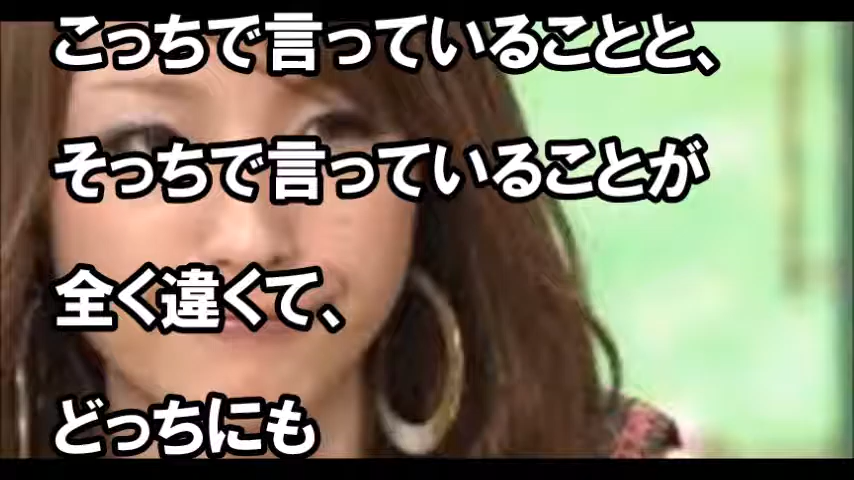 こっちで言っていることと、
そっちで言っていることが
全く違くて、
どっちにも